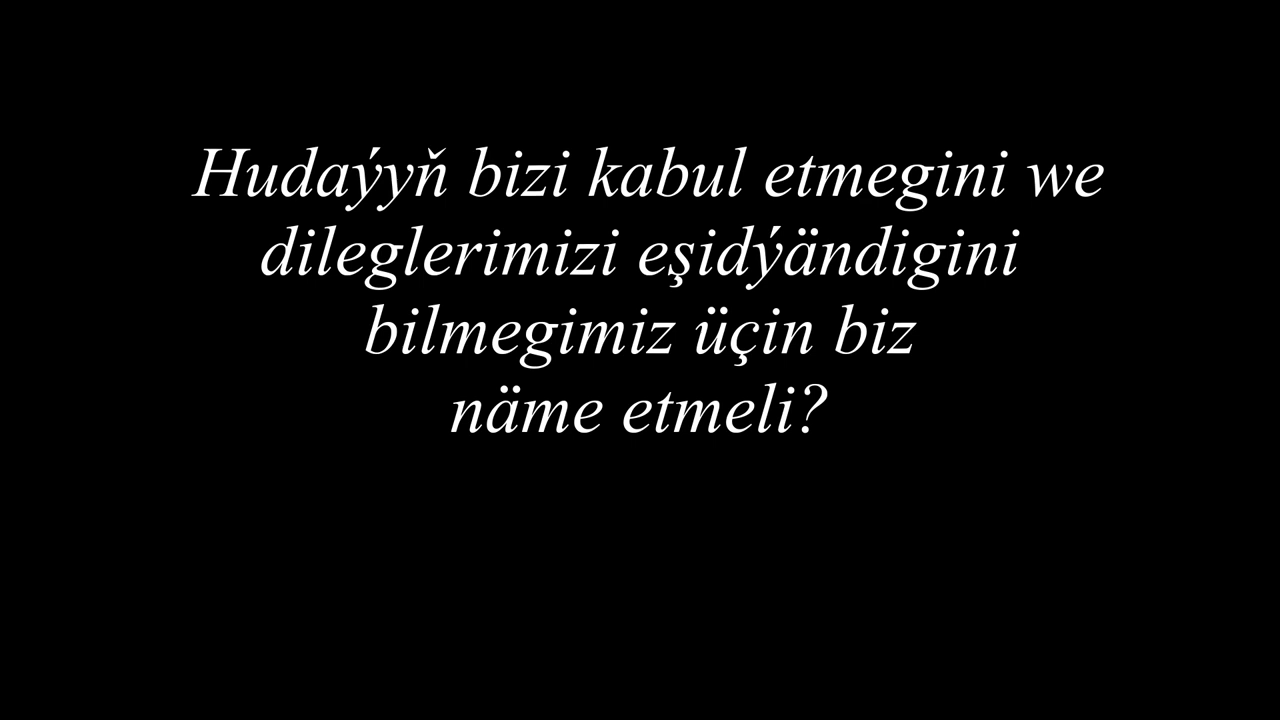 Hudaýyň bizi kabul etmegini we
dileglerimizi eşidýändigini
bilmegimiz üçin biz
näme etmeli?